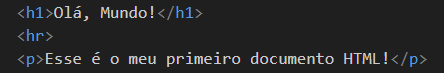 <h1>Olá, Mundo!</h1>
<hr>
<p>Esse é o meu primeiro documento HTML!</p>